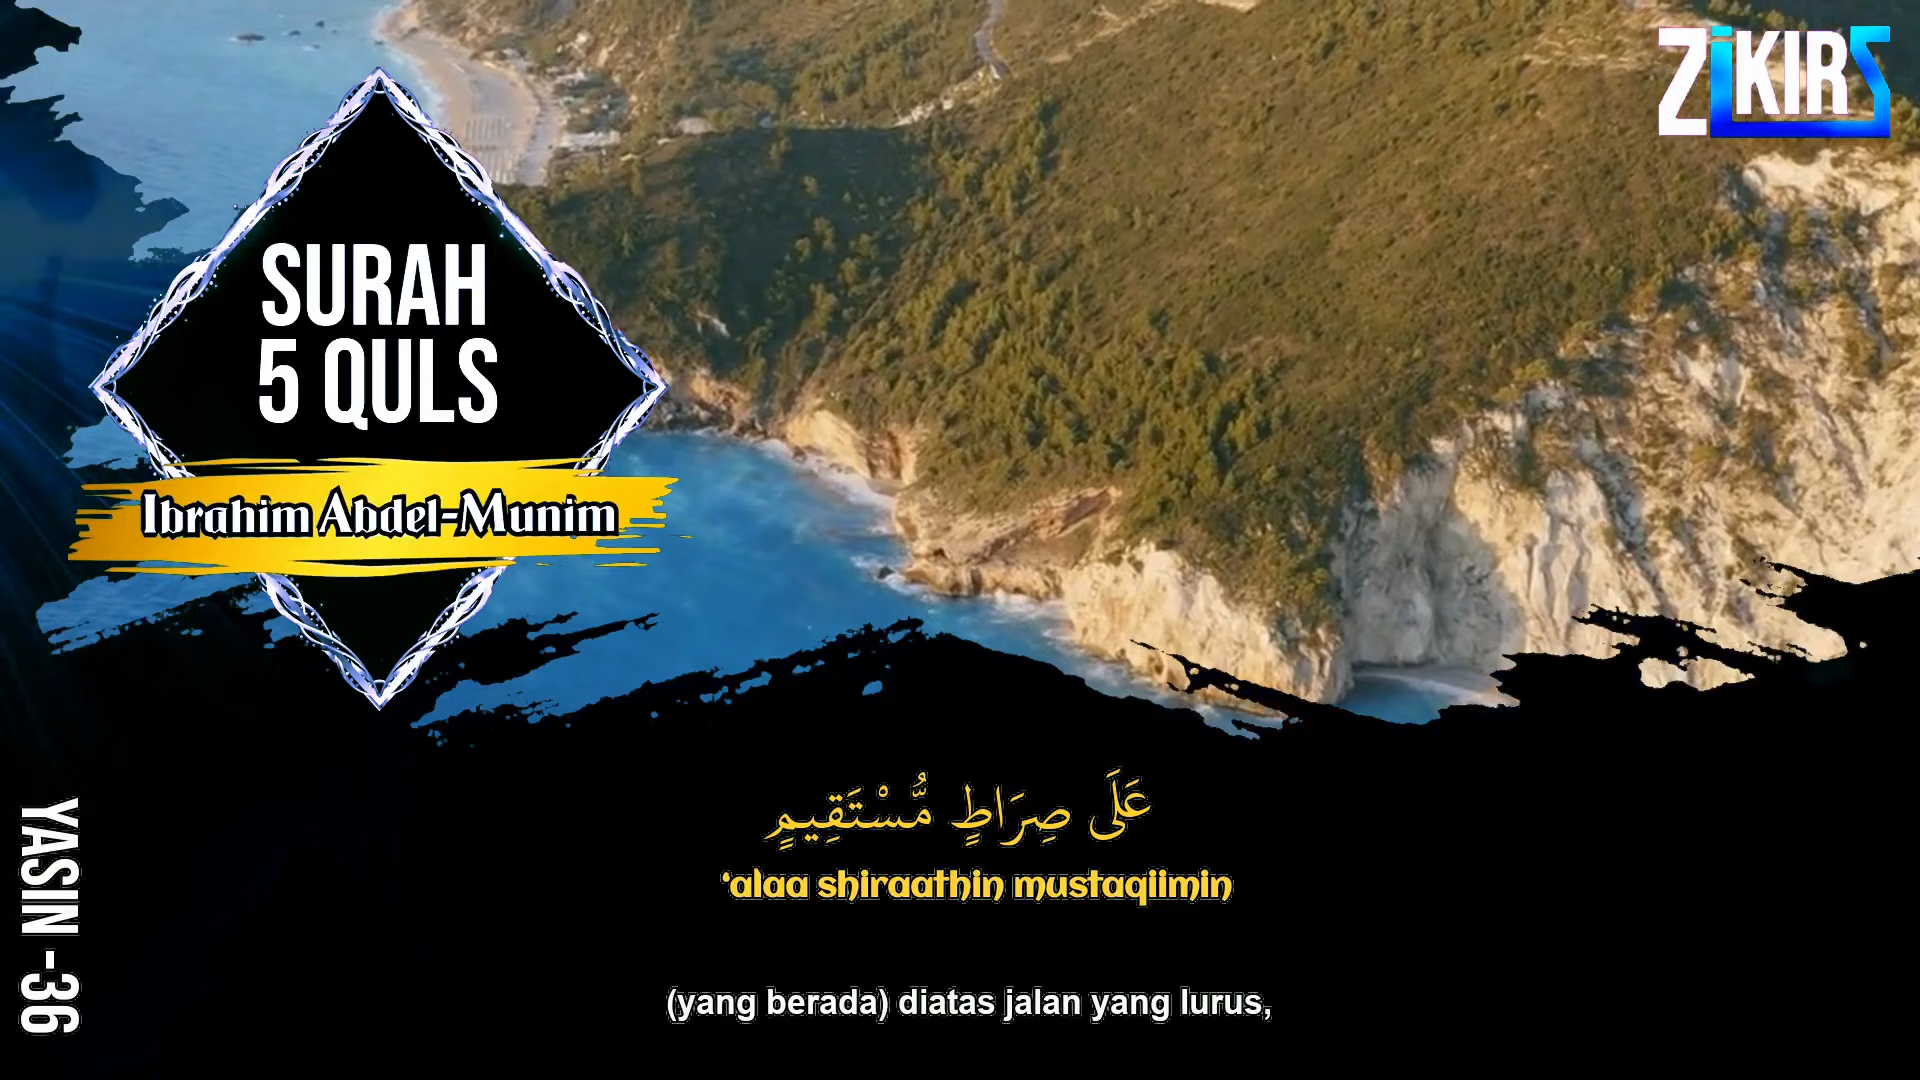 ZiKIRS
SURAH
5 QULS
Ibrahim Abdel-Munim
عَلَى صِرَاطٍ مُّسْتَقِيمٍ
‘alaa shiraathin mustaqiimin
(yang berada) diatas jalan yang lurus,
YASIN -36